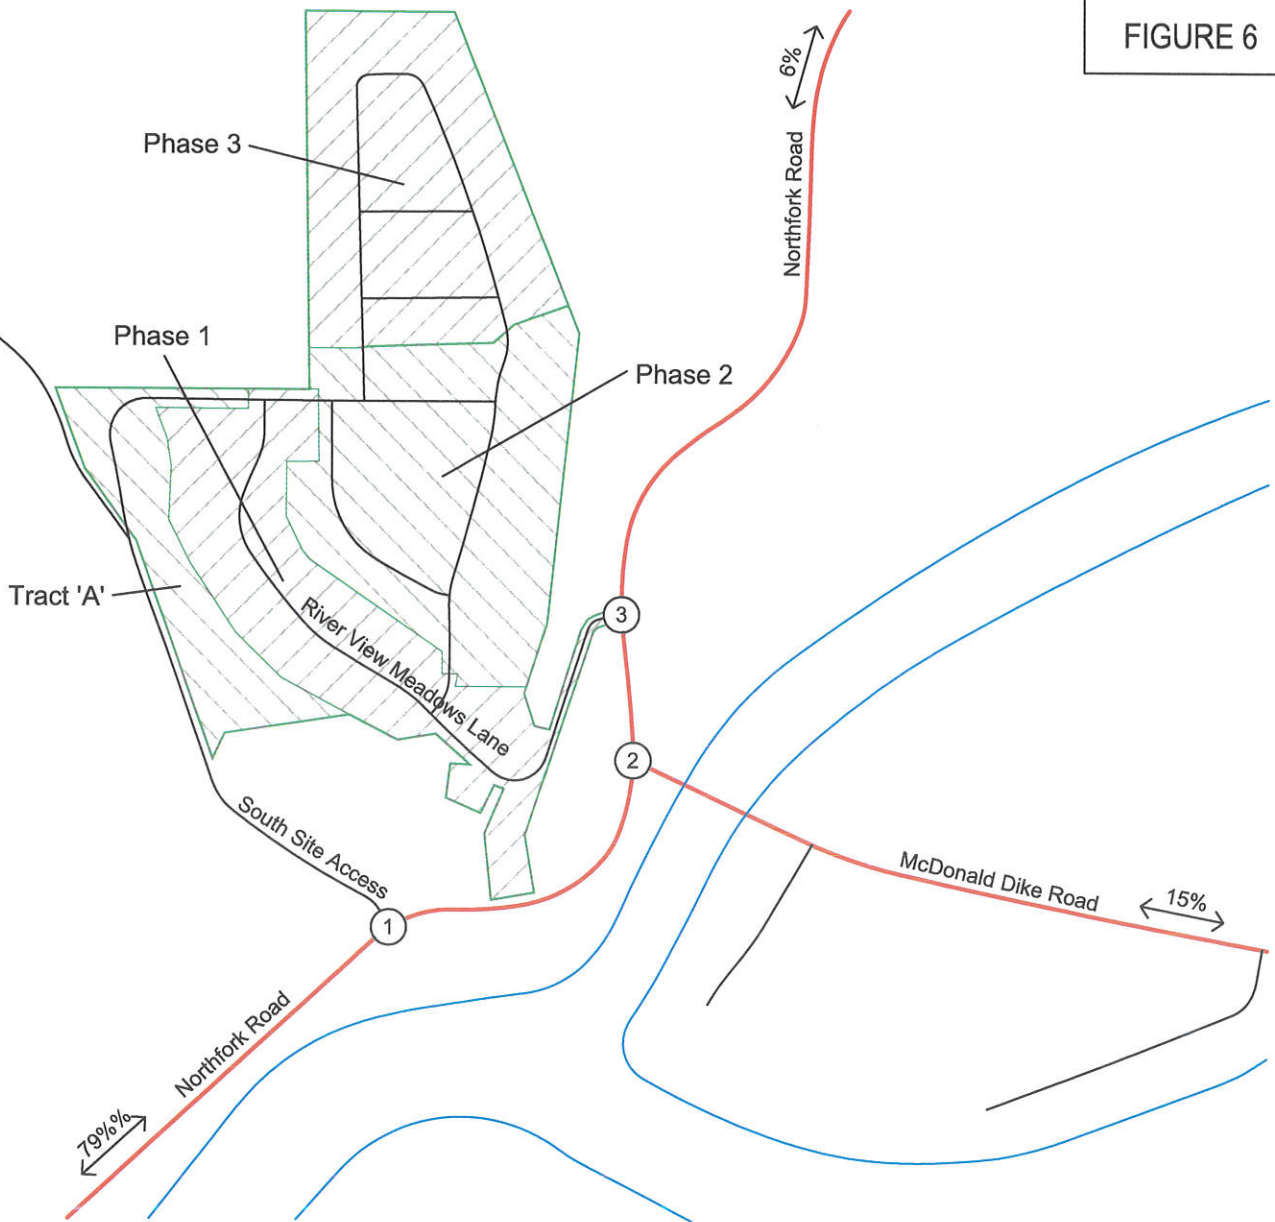 FIGURE 6
6%
Northfork Road
Phase 3
Phase 1
Phase 2
Tract 'A'
River View Meadows Lane
3
2
South Site Access
1
McDonald Dike Road
15%
Northfork Road
79%%